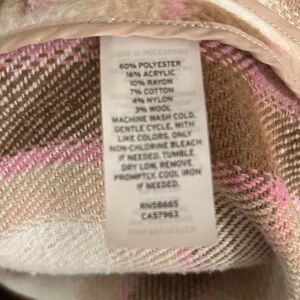 60% POLYESTER
16% ACRYLIC
10% RAYON
7% COTTON
4% NYLON
3% WOOL
MACHINE WASH COLD,
GENTLE CYCLE, WITH
LIKE COLORS, ONLY
NON-CHLORINE BLEACH
IF NEEDED. TUMBLE
DRY LOW, REMOVE
PROMPTLY. COOL IRON
IF NEEDED.
RN58665
CA57963